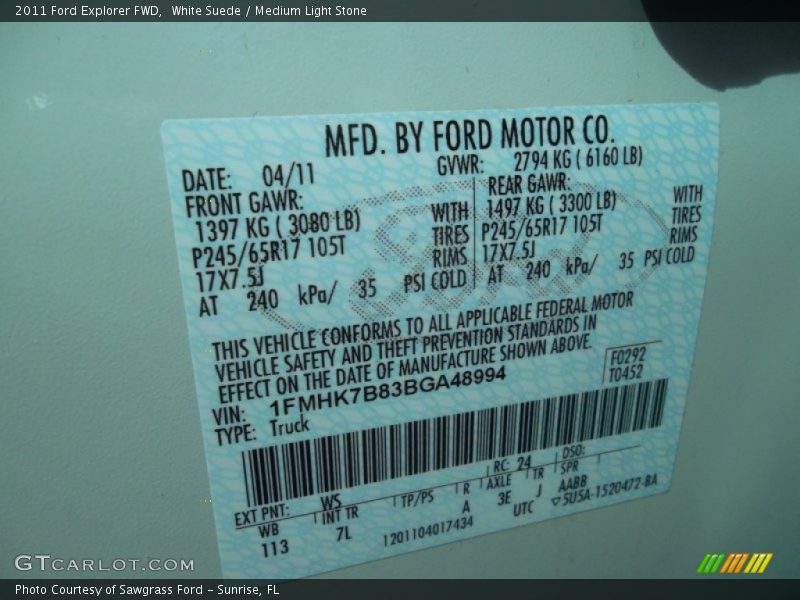 2011 Ford Explorer FWD,  White Suede / Medium Light Stone
MFD. BY FORD MOTOR CO.
DATE: 04/11 GVWR: 2794 KG ( 6160 LB)
FRONT GAWR: REAR GAWR:
1397 KG ( 3080 LB) WITH 1497 KG ( 3300 LB) WITH
P245/65R17 105T TIRES P245/65R17 105T TIRES
17X7.5J RIMS 17X7.5J RIMS
AT 240 kPa/ 35 PSI COLD AT 240 kPa/ 35 PSI COLD
THIS VEHICLE CONFORMS TO ALL APPLICABLE FEDERAL MOTOR
VEHICLE SAFETY AND THEFT PREVENTION STANDARDS IN
EFFECT ON THE DATE OF MANUFACTURE SHOWN ABOVE.
VIN: 1FMHK7B83BGA48994 F0292
TYPE: Truck T0452
EXT PNT: WS RC: 24 DSO:
WB INT TR TP/PS R AXLE TR SPR
113 7L A 3E J AABB
1201104017434 UTC ▽5U5A-1520472-BA
GTCARLOT.COM
Photo Courtesy of Sawgrass Ford - Sunrise, FL